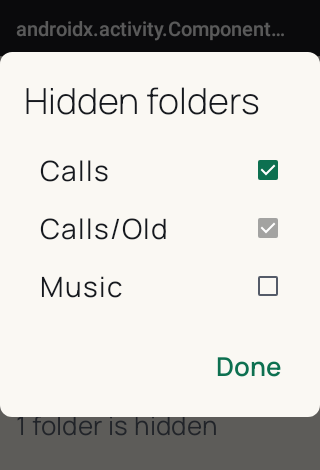 androidx.activity.Component...
Hidden folders
Calls
Calls/Old
Music
Done
1 folder is hidden